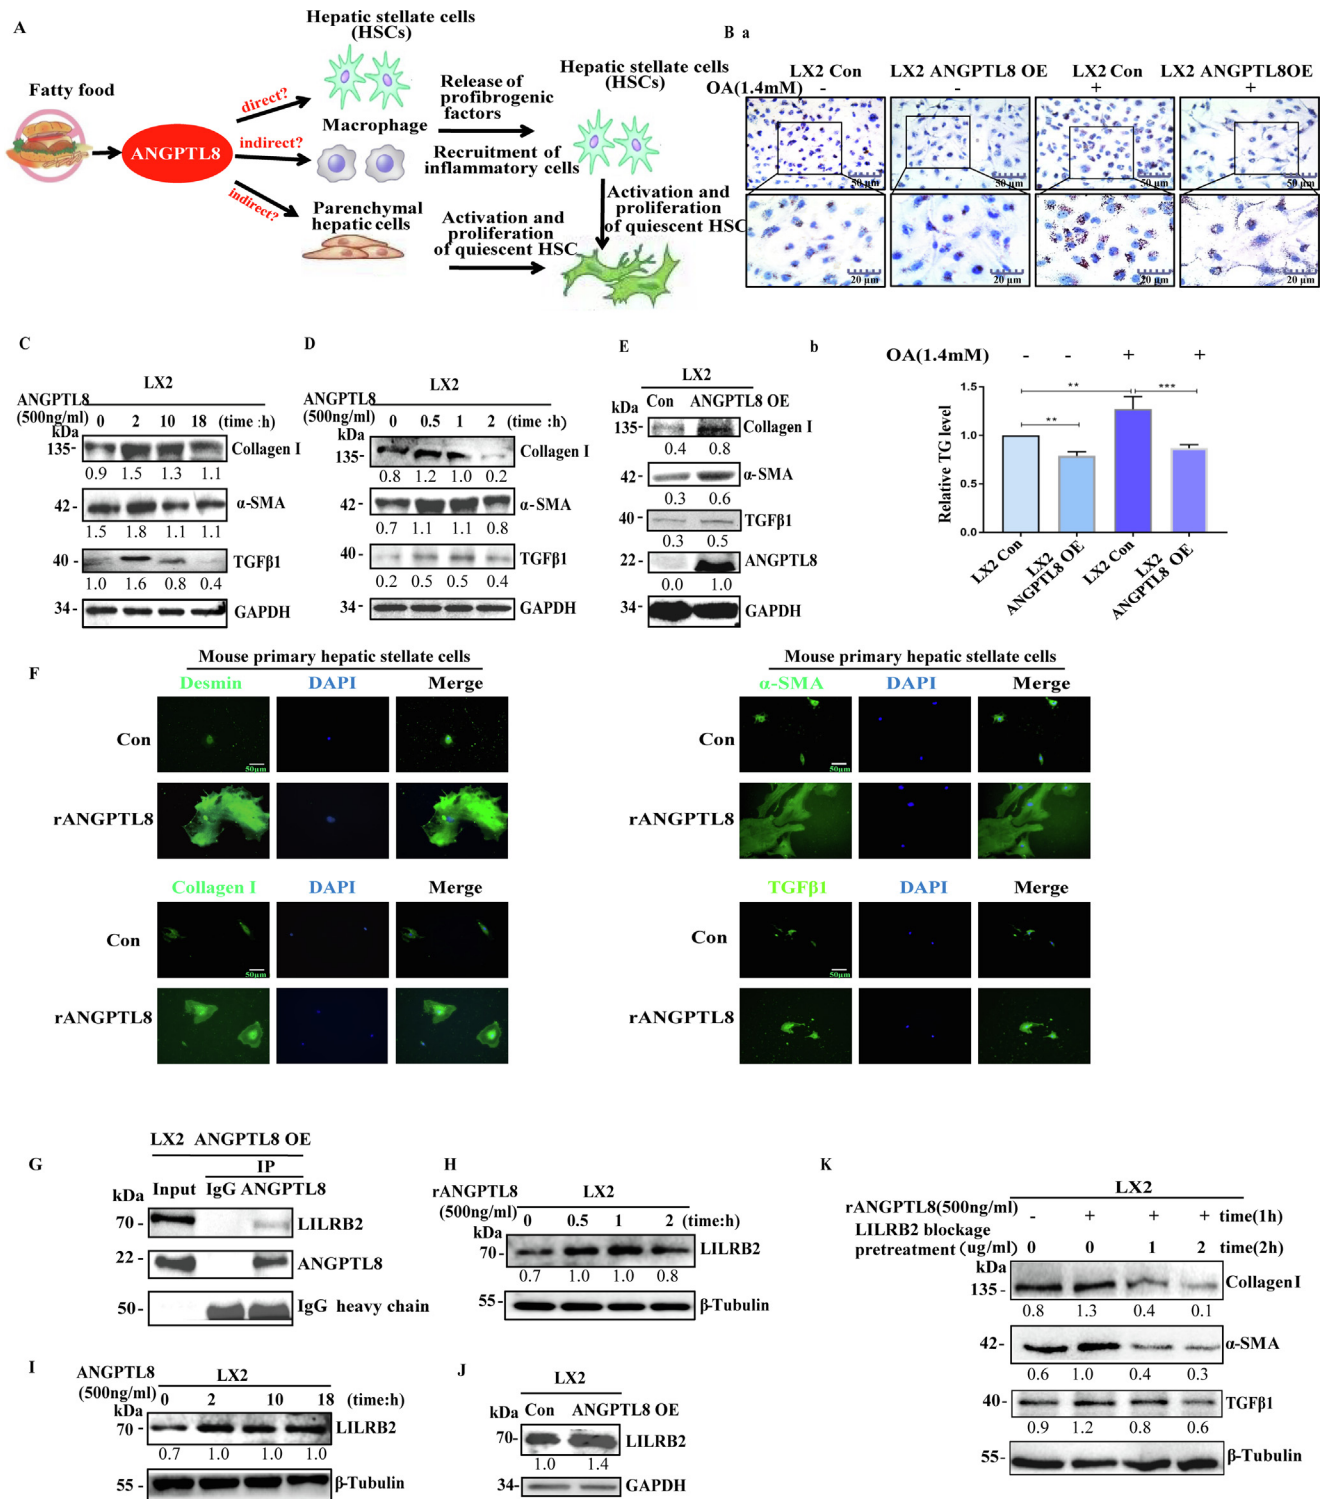 A
Hepatic stellate cells
(HSCs)
Fatty food
ANGPTL8
direct?
indirect?
indirect?
Macrophage
Parenchymal
hepatic cells
Release of
profibrogenic
factors
Recruitment of
inflammatory cells
Activation and
proliferation
of quiescent HSC
Hepatic stellate cells
(HSCs)
Activation and
proliferation
of quiescent HSC
B a
LX2 Con LX2 ANGPTL8 OE LX2 Con LX2 ANGPTL8OE
OA(1.4mM) - - + +
50 μm 50 μm 50 μm 50 μm
20 μm 20 μm 20 μm 20 μm
b
OA(1.4mM) - - + +
Relative TG level
1.5
1.0
0.5
0.0
** ** ***
LX2 Con
LX2
ANGPTL8 OE
LX2 Con
LX2
ANGPTL8 OE
C
LX2
ANGPTL8
(500ng/ml) 0 2 10 18 (time:h)
kDa
135- Collagen I
0.9 1.5 1.3 1.1
42 - α-SMA
1.5 1.8 1.1 1.1
40 - TGFβ1
1.0 1.6 0.8 0.4
34 - GAPDH
D
LX2
ANGPTL8
(500ng/ml) 0 0.5 1 2 (time :h)
kDa
135- Collagen I
0.8 1.2 1.0 0.2
42 - α-SMA
0.7 1.1 1.1 0.8
40 - TGFβ1
0.2 0.5 0.5 0.4
34 - GAPDH
E
LX2
Con ANGPTL8 OE
kDa
135- Collagen I
0.4 0.8
42 - α-SMA
0.3 0.6
40 - TGFβ1
0.3 0.5
22 - ANGPTL8
0.0 1.0
34 - GAPDH
F
Mouse primary hepatic stellate cells
Desmin DAPI Merge
Con
50μm
rANGPTL8
Collagen I DAPI Merge
Con
50μm
rANGPTL8
Mouse primary hepatic stellate cells
α-SMA DAPI Merge
Con
50μm
rANGPTL8
TGFβ1 DAPI Merge
Con
50μm
rANGPTL8
G
LX2 ANGPTL8 OE
IP
Input IgG ANGPTL8
kDa
70 - LILRB2
22 - ANGPTL8
50 - IgG heavy chain
H
rANGPTL8 LX2
(500ng/ml) 0 0.5 1 2 (time:h)
kDa
70- LILRB2
0.7 1.0 1.0 0.8
55 - β-Tubulin
I
ANGPTL8 LX2
(500ng/ml) 0 2 10 18 (time:h)
kDa
70 - LILRB2
0.7 1.0 1.0 1.0
55 - β-Tubulin
J
LX2
Con ANGPTL8 OE
kDa
70- LILRB2
1.0 1.4
34- GAPDH
K
LX2
rANGPTL8(500ng/ml) - + + + time(1h)
LILRB2 blockage
pretreatment (ug/ml) 0 0 1 2 time(2h)
kDa
135 - Collagen I
0.8 1.3 0.4 0.1
42 - α-SMA
0.6 1.0 0.4 0.3
40- TGFβ1
0.9 1.2 0.8 0.6
55- β-Tubulin